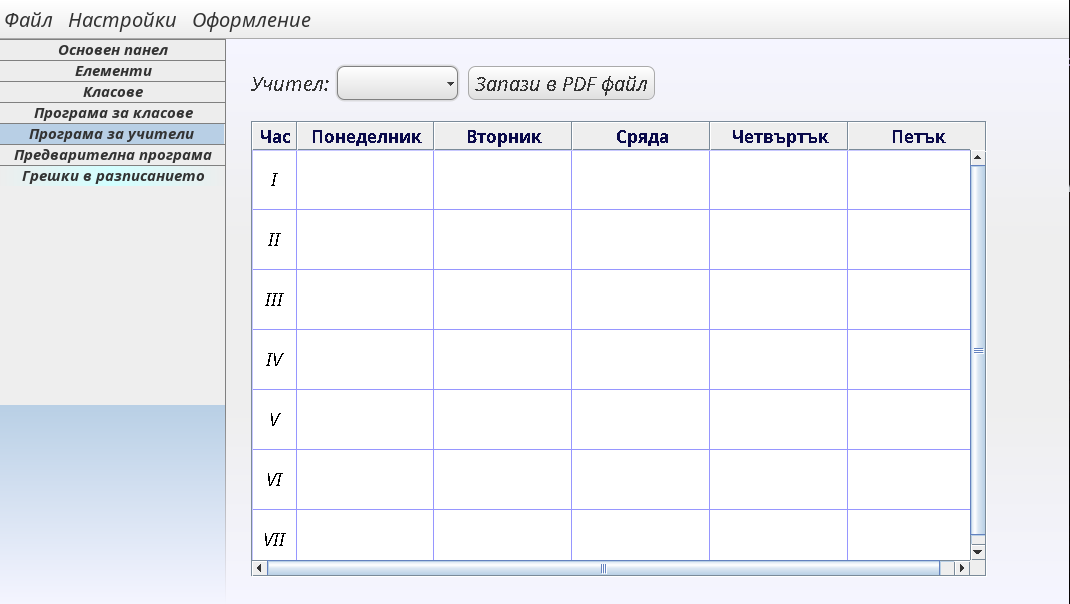 Файл Настройки Оформление
Основен панел
Елементи
Класове
Програма за класове
Програма за учители
Предварителна програма
Грешки в разписанието
Учител: Запази в PDF файл
Час Понеделник Вторник Сряда Четвъртък Петък
I
II
III
IV
V
VI
VII